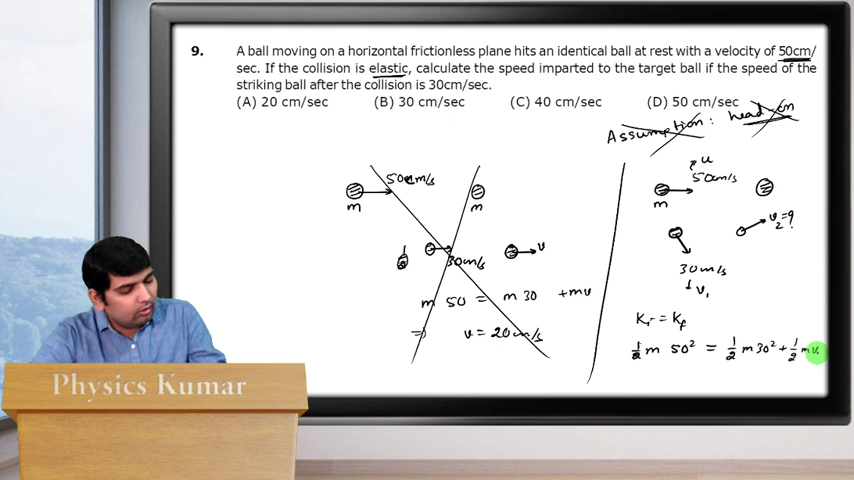 9. A ball moving on a horizontal frictionless plane hits an identical ball at rest with a velocity of 50cm/
sec. If the collision is elastic, calculate the speed imparted to the target ball if the speed of the
striking ball after the collision is 30cm/sec.
(A) 20 cm/sec (B) 30 cm/sec (C) 40 cm/sec (D) 50 cm/sec
Assumption: head-on
50cm/s
m m
30cm/s v
m 50 = m 30 + mv
⇒ v = 20cm/s
u
50cm/s
m
v₂=?
30cm/s
v₁
Kᵢ = K_f
½ m 50² = ½ m 30² + ½ m v
Physics Kumar